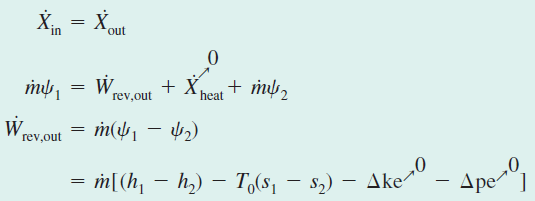 Ẋin = Ẋout
ṁψ1 = Ẇrev,out + Ẋheat↗0 + ṁψ2
Ẇrev,out = ṁ(ψ1 − ψ2)
= ṁ[(h1 − h2) − T0(s1 − s2) − Δke↗0 − Δpe↗0]